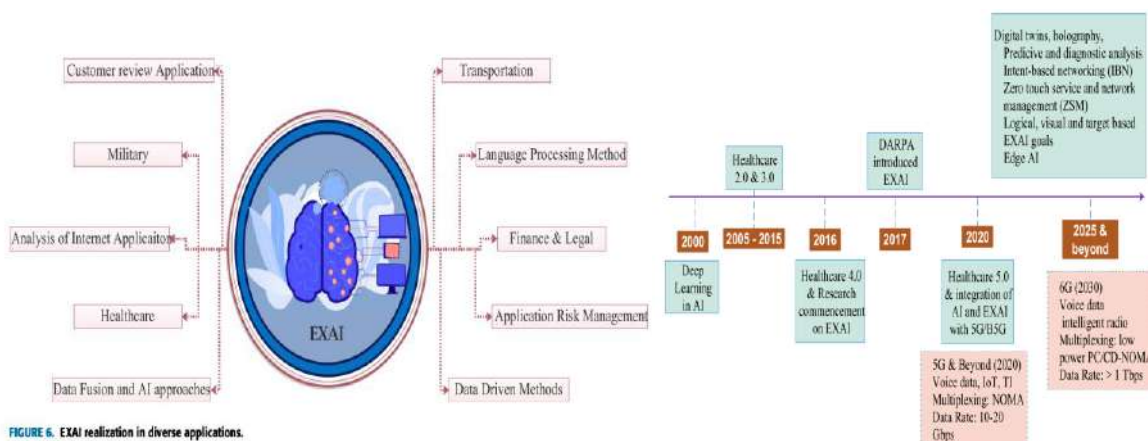 Customer review Application
Military
Analysis of Internet Applicaiton
Healthcare
Data Fusion and AI approaches
EXAI
Transportation
Language Processing Method
Finance & Legal
Application Risk Management
Data Driven Methods
FIGURE 6. EXAI realization in diverse applications.
Healthcare
2.0 & 3.0
DARPA
introduced
EXAI
Digital twins, holography,
Predicive and diagnostic analysis
Intent-based networking (IBN)
Zero touch service and network
management (ZSM)
Logical, visual and target based
EXAI goals
Edge AI
2000
2005 - 2015
2016
2017
2020
2025 &
beyond
Deep
Learning
in AI
Healthcare 4.0
& Research
commencement
on EXAI
Healthcare 5.0
& integration of
AI and EXAI
with 5G/B5G
5G & Beyond (2020)
Voice data, IoT, TI
Multiplexing: NOMA
Data Rate: 10-20
Gbps
6G (2030)
Voice data
intelligent radio
Multiplexing: low
power PC/CD-NOMA
Data Rate: > 1 Tbps